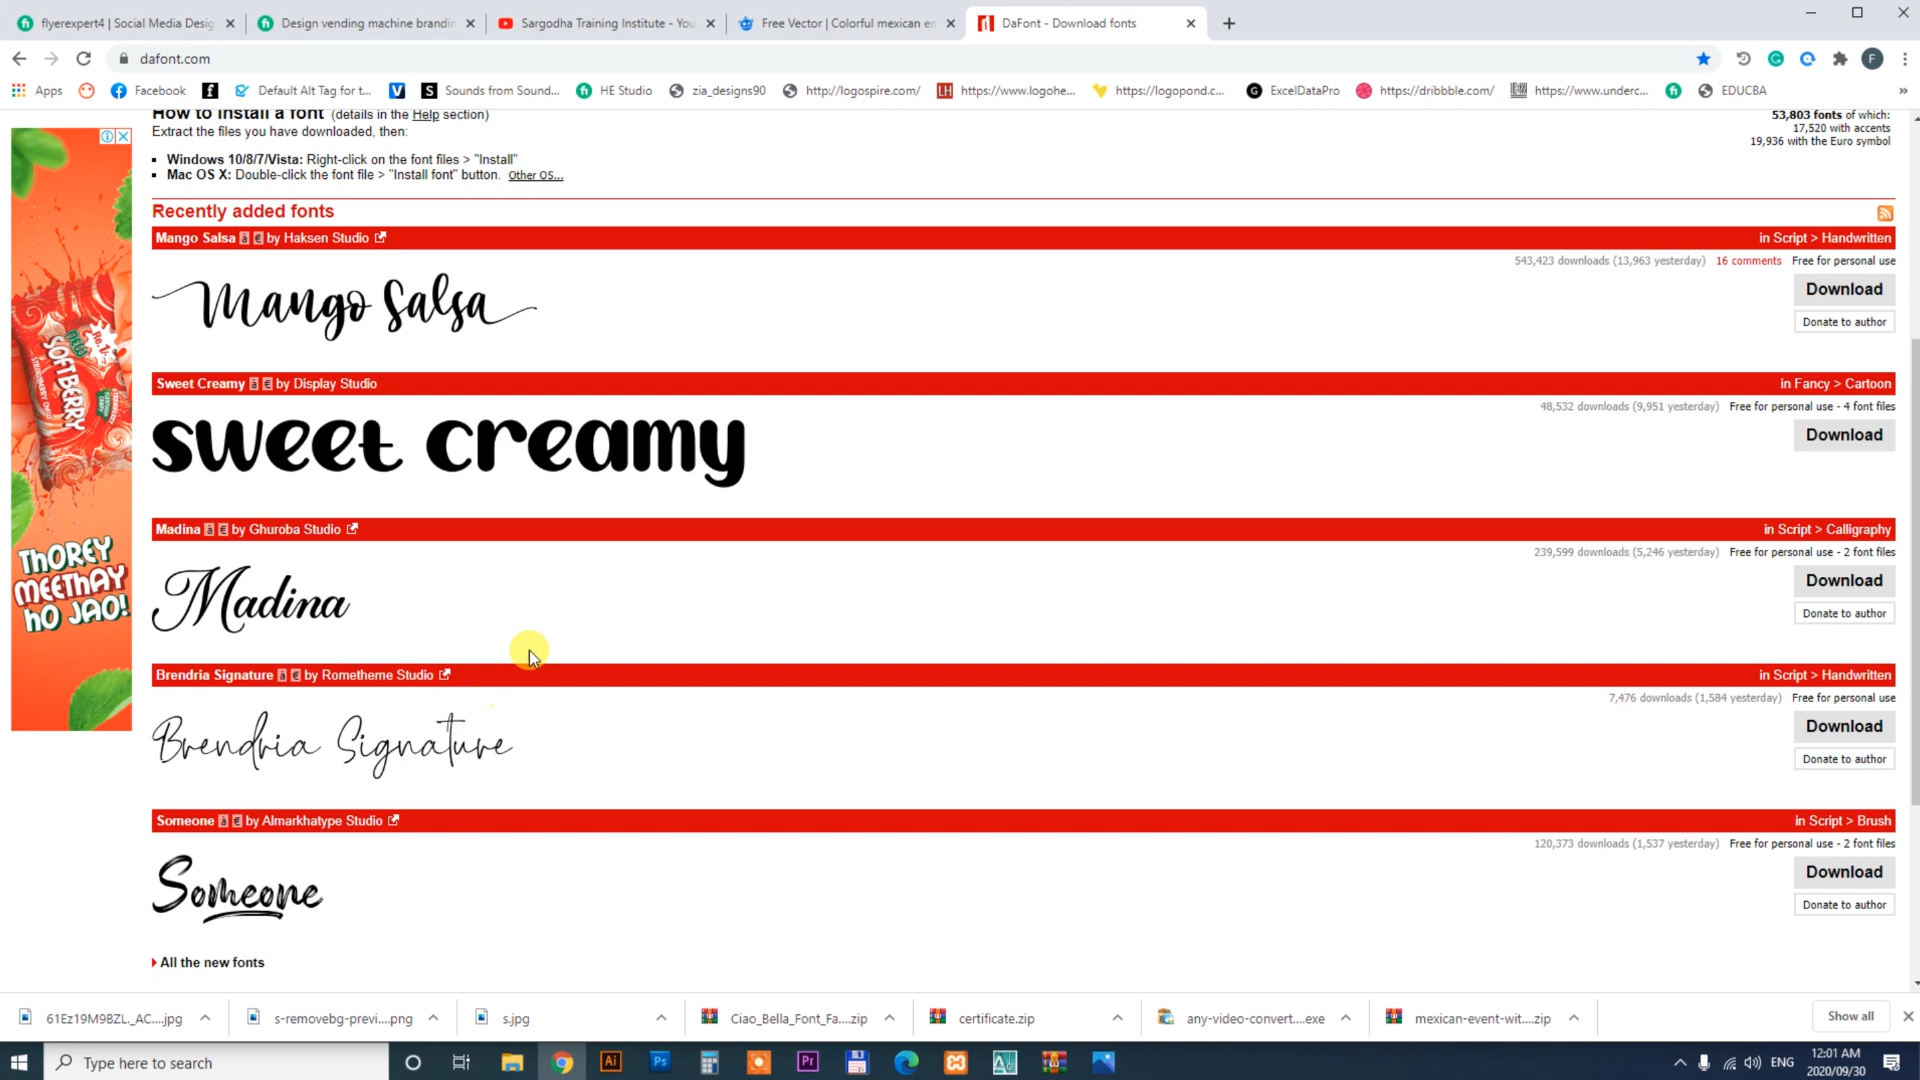 flyerexpert4 | Social Media Desig
Design vending machine brandin
Sargodha Training Institute - You
Free Vector | Colorful mexican en
DaFont - Download fonts
dafont.com
Apps
Facebook
Default Alt Tag for t...
Sounds from Soun...
HE Studio
zia_designs90
http://logospire.com/
https://www.logohe...
https://logopond.c...
ExcelDataPro
https://dribbble.com/
https://www.underc...
EDUCBA
How to install a font (details in the Help section)
Extract the files you have downloaded, then:
Windows 10/8/7/Vista: Right-click on the font files > "Install"
Mac OS X: Double-click the font file > "Install font" button. Other OS...
53,803 fonts of which:
17,520 with accents
19,936 with the Euro symbol
NEW
Rs.1/-
SOFTBERRY
THOREY
MEETHAY
HO JAO!
Recently added fonts
Mango Salsa à € by Haksen Studio
in Script > Handwritten
543,423 downloads (13,963 yesterday) 16 comments Free for personal use
Mango Salsa
Download
Donate to author
Sweet Creamy à € by Display Studio
in Fancy > Cartoon
48,532 downloads (9,951 yesterday) Free for personal use - 4 font files
sweet creamy
Download
Madina à € by Ghuroba Studio
in Script > Calligraphy
239,599 downloads (5,246 yesterday) Free for personal use - 2 font files
Madina
Download
Donate to author
Brendria Signature à € by Rometheme Studio
in Script > Handwritten
7,476 downloads (1,584 yesterday) Free for personal use
Brendria Signature
Download
Donate to author
Someone à € by Almarkhatype Studio
in Script > Brush
120,373 downloads (1,537 yesterday) Free for personal use - 2 font files
Someone
Download
Donate to author
All the new fonts
61Ez19M9BZL._AC....jpg
s-removebg-previ....png
s.jpg
Ciao_Bella_Font_Fa....zip
certificate.zip
any-video-convert....exe
mexican-event-wit....zip
Show all
Type here to search
ENG
12:01 AM
2020/09/30